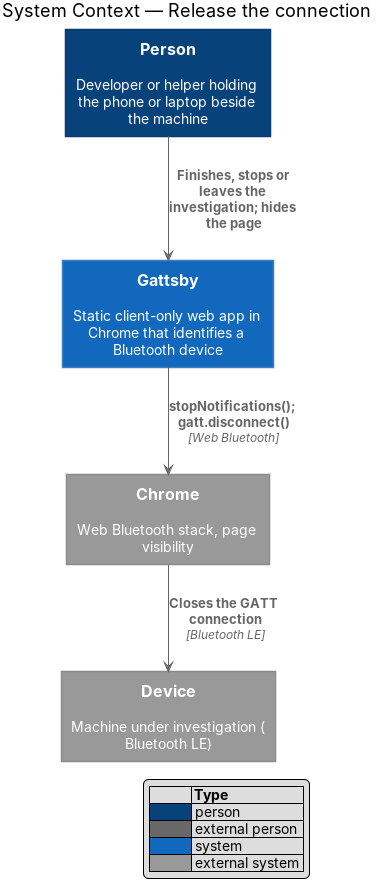 System Context — Release the connection
Person
Developer or helper holding
the phone or laptop beside
the machine
Finishes, stops or
leaves the
investigation; hides
the page
Gattsby
Static client-only web app in
Chrome that identifies a
Bluetooth device
stopNotifications();
gatt.disconnect()
[Web Bluetooth]
Chrome
Web Bluetooth stack, page
visibility
Closes the GATT
connection
[Bluetooth LE]
Device
Machine under investigation (
Bluetooth LE)
Type
person
external person
system
external system